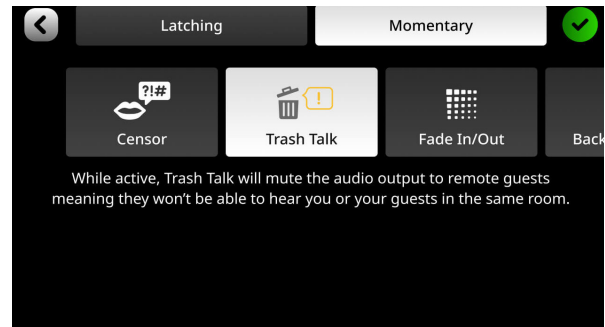 Latching
Momentary
?!#
!
Censor
Trash Talk
Fade In/Out
Back
While active, Trash Talk will mute the audio output to remote guests
meaning they won't be able to hear you or your guests in the same room.